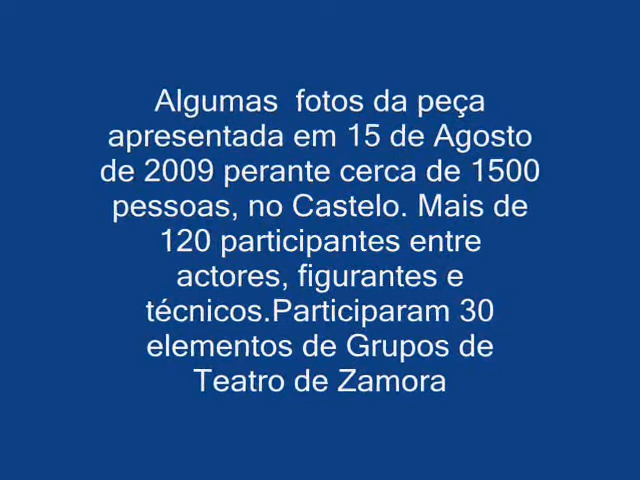 Algumas  fotos da peça
apresentada em 15 de Agosto
de 2009 perante cerca de 1500
pessoas, no Castelo. Mais de
120 participantes entre
actores, figurantes e
técnicos.Participaram 30
elementos de Grupos de
Teatro de Zamora